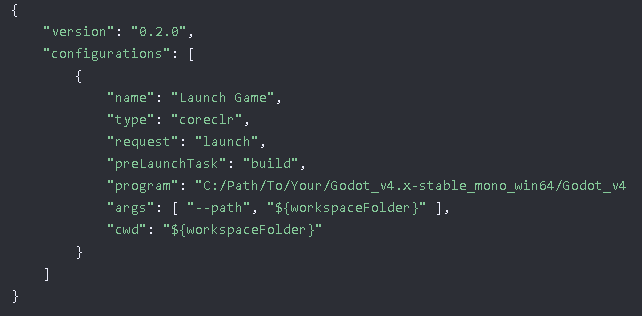 {
    "version": "0.2.0",
    "configurations": [
        {
            "name": "Launch Game",
            "type": "coreclr",
            "request": "launch",
            "preLaunchTask": "build",
            "program": "C:/Path/To/Your/Godot_v4.x-stable_mono_win64/Godot_v4
            "args": [ "--path", "${workspaceFolder}" ],
            "cwd": "${workspaceFolder}"
        }
    ]
}